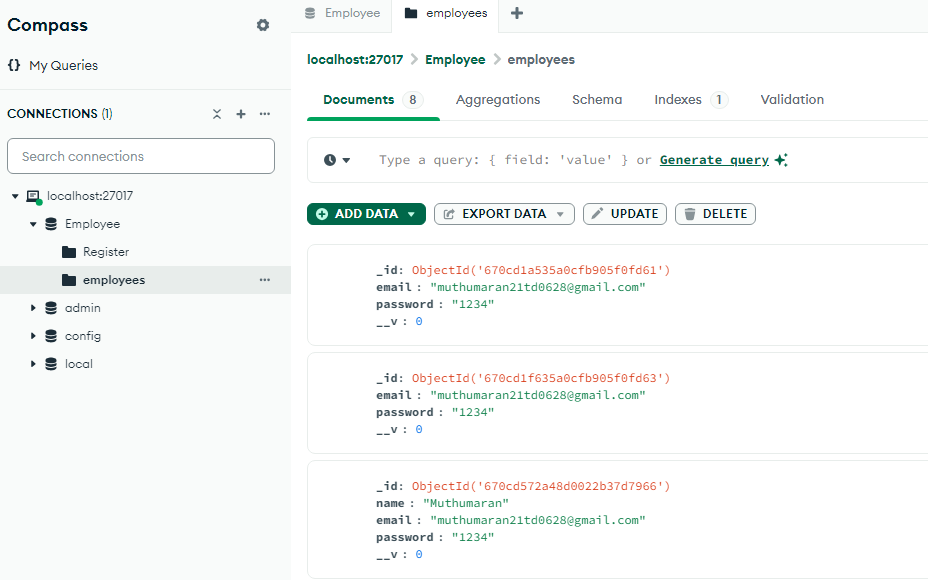 Compass
My Queries
CONNECTIONS (1)
Search connections
localhost:27017
Employee
Register
employees
admin
config
local
Employee
employees
localhost:27017 > Employee > employees
Documents 8 Aggregations Schema Indexes 1 Validation
Type a query: { field: 'value' } or Generate query
ADD DATA EXPORT DATA UPDATE DELETE
_id: ObjectId('670cd1a535a0cfb905f0fd61')
email : "muthumaran21td0628@gmail.com"
password : "1234"
__v : 0
_id: ObjectId('670cd1f635a0cfb905f0fd63')
email : "muthumaran21td0628@gmail.com"
password : "1234"
__v : 0
_id: ObjectId('670cd572a48d0022b37d7966')
name : "Muthumaran"
email : "muthumaran21td0628@gmail.com"
password : "1234"
__v : 0